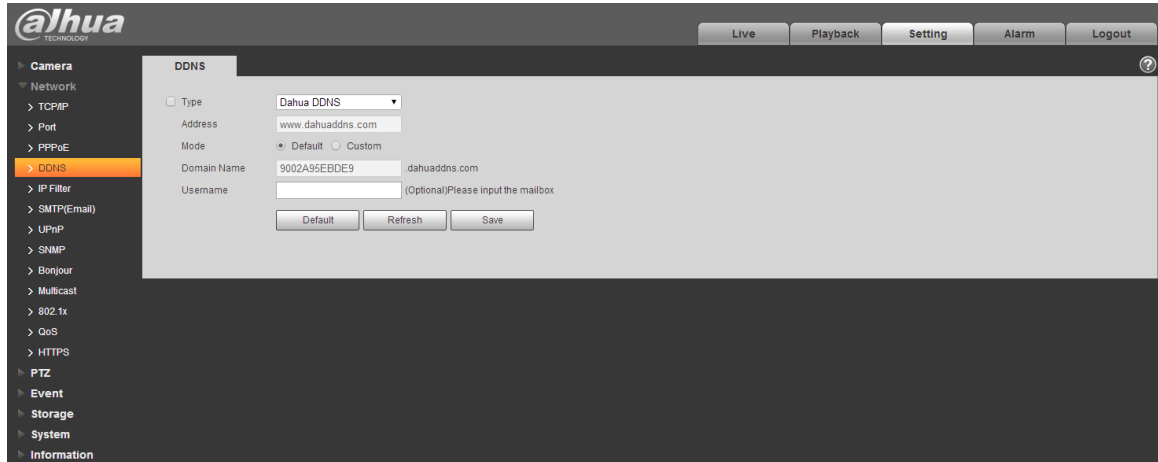 alhua
TECHNOLOGY
Live Playback Setting Alarm Logout
Camera
Network
TCP/IP
Port
PPPoE
DDNS
IP Filter
SMTP(Email)
UPnP
SNMP
Bonjour
Multicast
802.1x
QoS
HTTPS
PTZ
Event
Storage
System
Information
DDNS
?
Type Dahua DDNS
Address www.dahuaddns.com
Mode Default Custom
Domain Name 9002A95EBDE9 .dahuaddns.com
Username (Optional)Please input the mailbox
Default Refresh Save